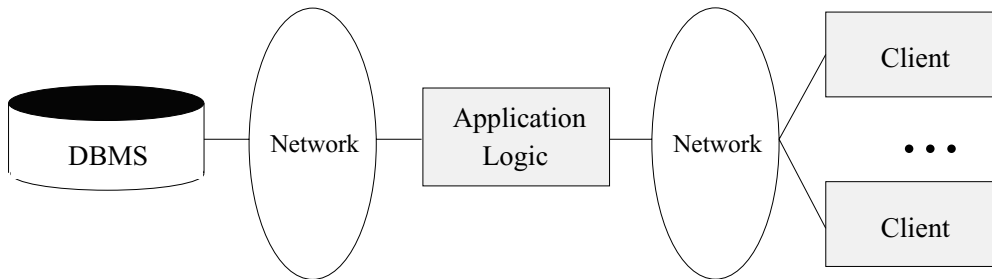 DBMS
Network
Application
Logic
Network
Client
• • •
Client